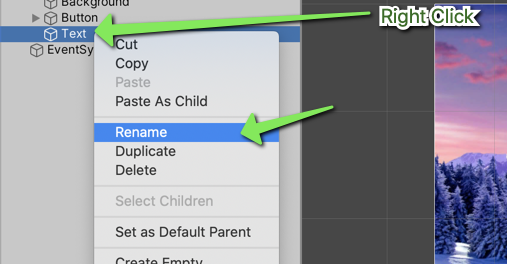 Background
Button
Right Click
Text
EventSy
Cut
Copy
Paste
Paste As Child
Rename
Duplicate
Delete
Select Children
Set as Default Parent
Create Empty